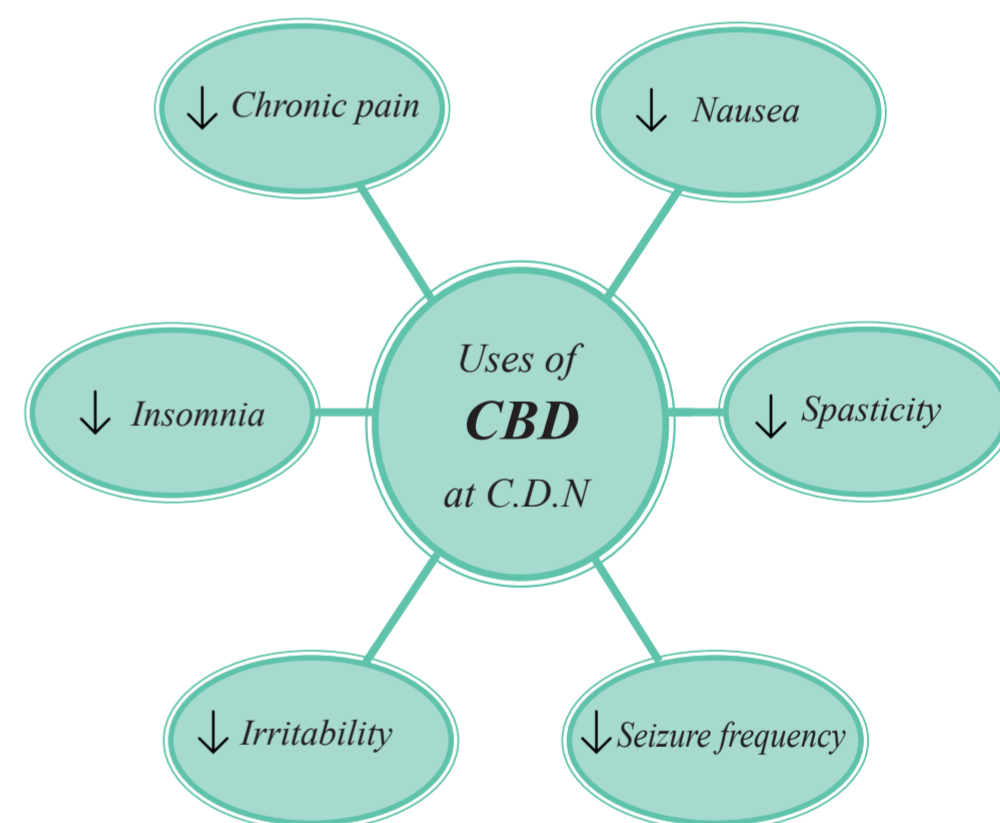 ↓ Chronic pain
↓ Nausea
Uses of
CBD
at C.D.N
↓ Insomnia
↓ Spasticity
↓ Irritability
↓ Seizure frequency